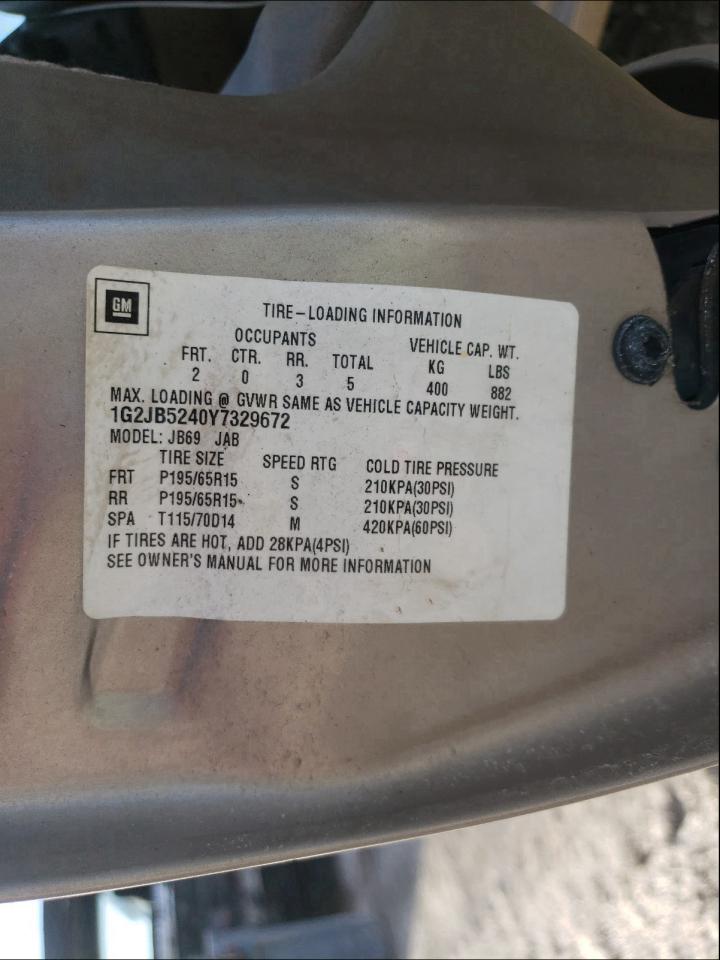 GM
TIRE-LOADING INFORMATION
OCCUPANTS VEHICLE CAP. WT.
FRT. CTR. RR. TOTAL KG LBS
2 0 3 5 400 882
MAX. LOADING @ GVWR SAME AS VEHICLE CAPACITY WEIGHT.
1G2JB5240Y7329672
MODEL: JB69 JAB
TIRE SIZE SPEED RTG COLD TIRE PRESSURE
FRT P195/65R15 S 210KPA(30PSI)
RR P195/65R15 S 210KPA(30PSI)
SPA T115/70D14 M 420KPA(60PSI)
IF TIRES ARE HOT, ADD 28KPA(4PSI)
SEE OWNER'S MANUAL FOR MORE INFORMATION